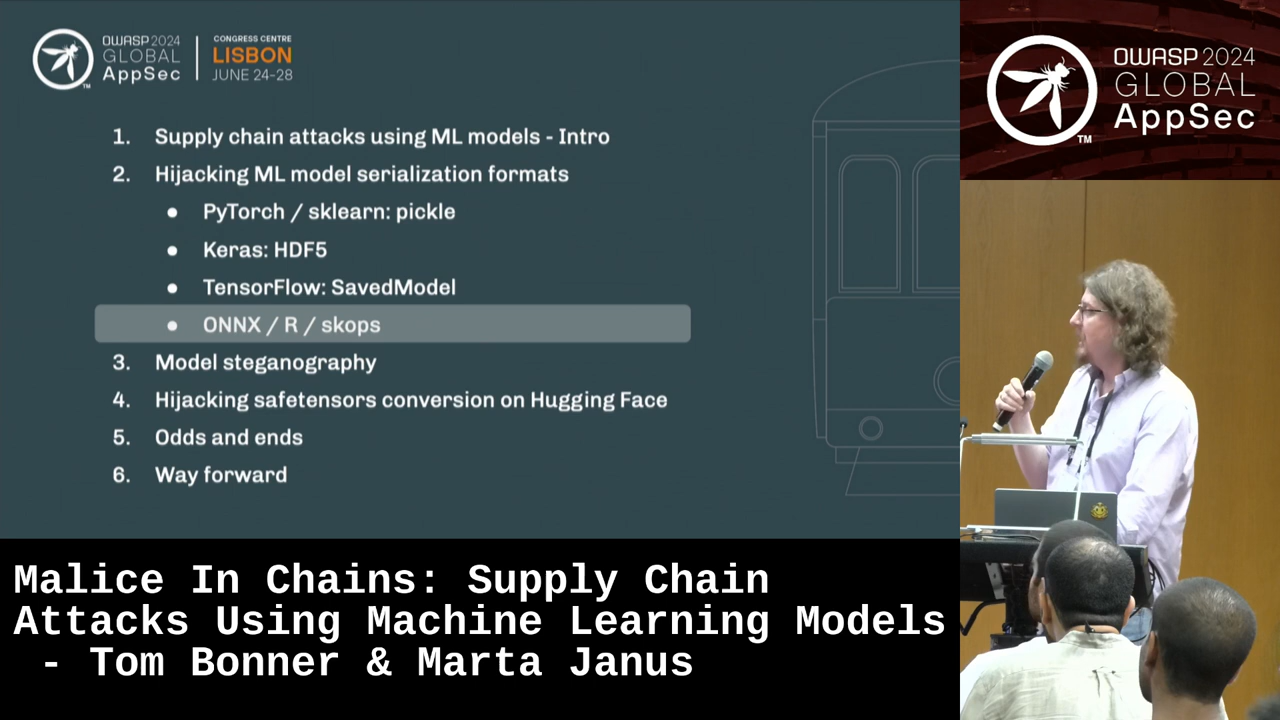 OWASP 2024
GLOBAL
AppSec
TM
CONGRESS CENTRE
LISBON
JUNE 24-28
1. Supply chain attacks using ML models - Intro
2. Hijacking ML model serialization formats
● PyTorch / sklearn: pickle
● Keras: HDF5
● TensorFlow: SavedModel
● ONNX / R / skops
3. Model steganography
4. Hijacking safetensors conversion on Hugging Face
5. Odds and ends
6. Way forward
OWASP 2024
GLOBAL
AppSec
TM
Malice In Chains: Supply Chain
Attacks Using Machine Learning Models
- Tom Bonner & Marta Janus